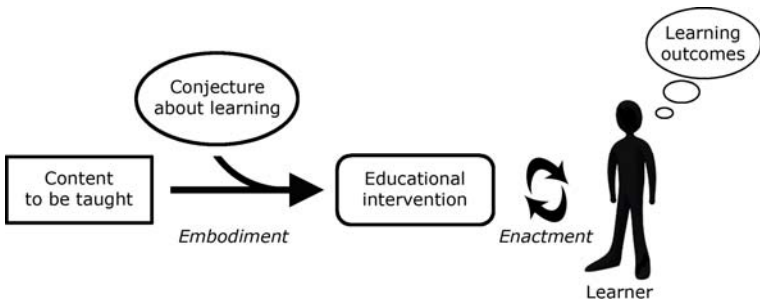 Learning
outcomes
Conjecture
about learning
Content
to be taught
Educational
intervention
Embodiment
Enactment
Learner